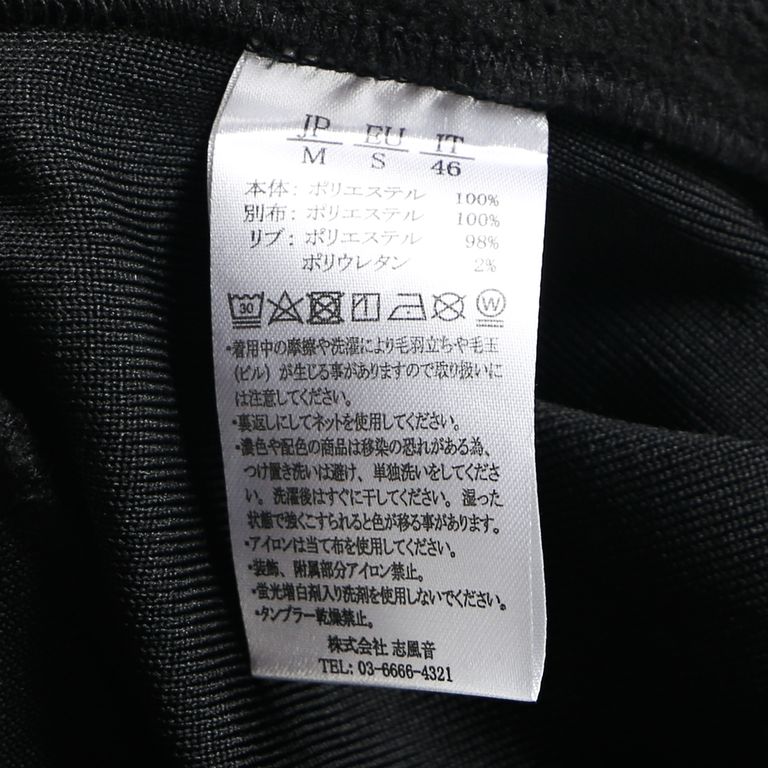 JP EU IT
M S 46
本体: ポリエステル 100%
別布: ポリエステル 100%
リブ: ポリエステル 98%
ポリウレタン 2%
30 W
・着用中の摩擦や洗濯により毛羽立ちや毛玉
(ピル)が生じる事がありますので取り扱いに
は注意してください。
・裏返しにしてネットを使用してください。
・濃色や配色の商品は移染の恐れがある為、
つけ置き洗いは避け、単独洗いをしてくださ
い。洗濯後はすぐに干してください。湿った
状態で強くこすられると色が移る事があります。
・アイロンは当て布を使用してください。
・装飾、附属部分アイロン禁止。
・蛍光増白剤入り洗剤を使用しないでください。
・タンブラー乾燥禁止。
株式会社 志風音
TEL: 03-6666-4321